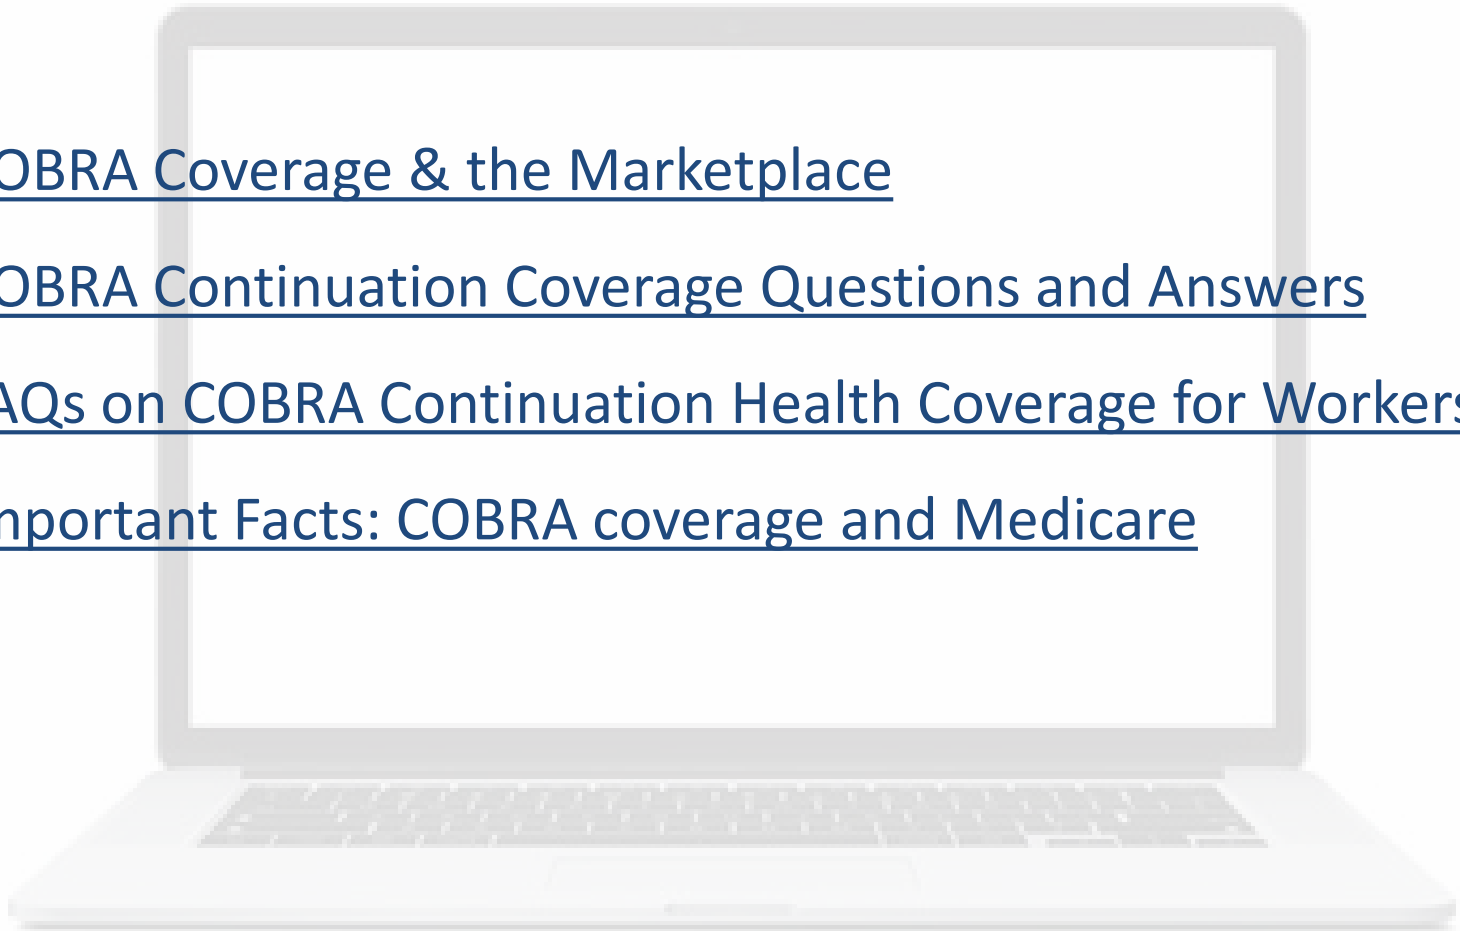 OBRA Coverage & the Marketplace
OBRA Continuation Coverage Questions and Answers
AQs on COBRA Continuation Health Coverage for Workers
mportant Facts: COBRA coverage and Medicare